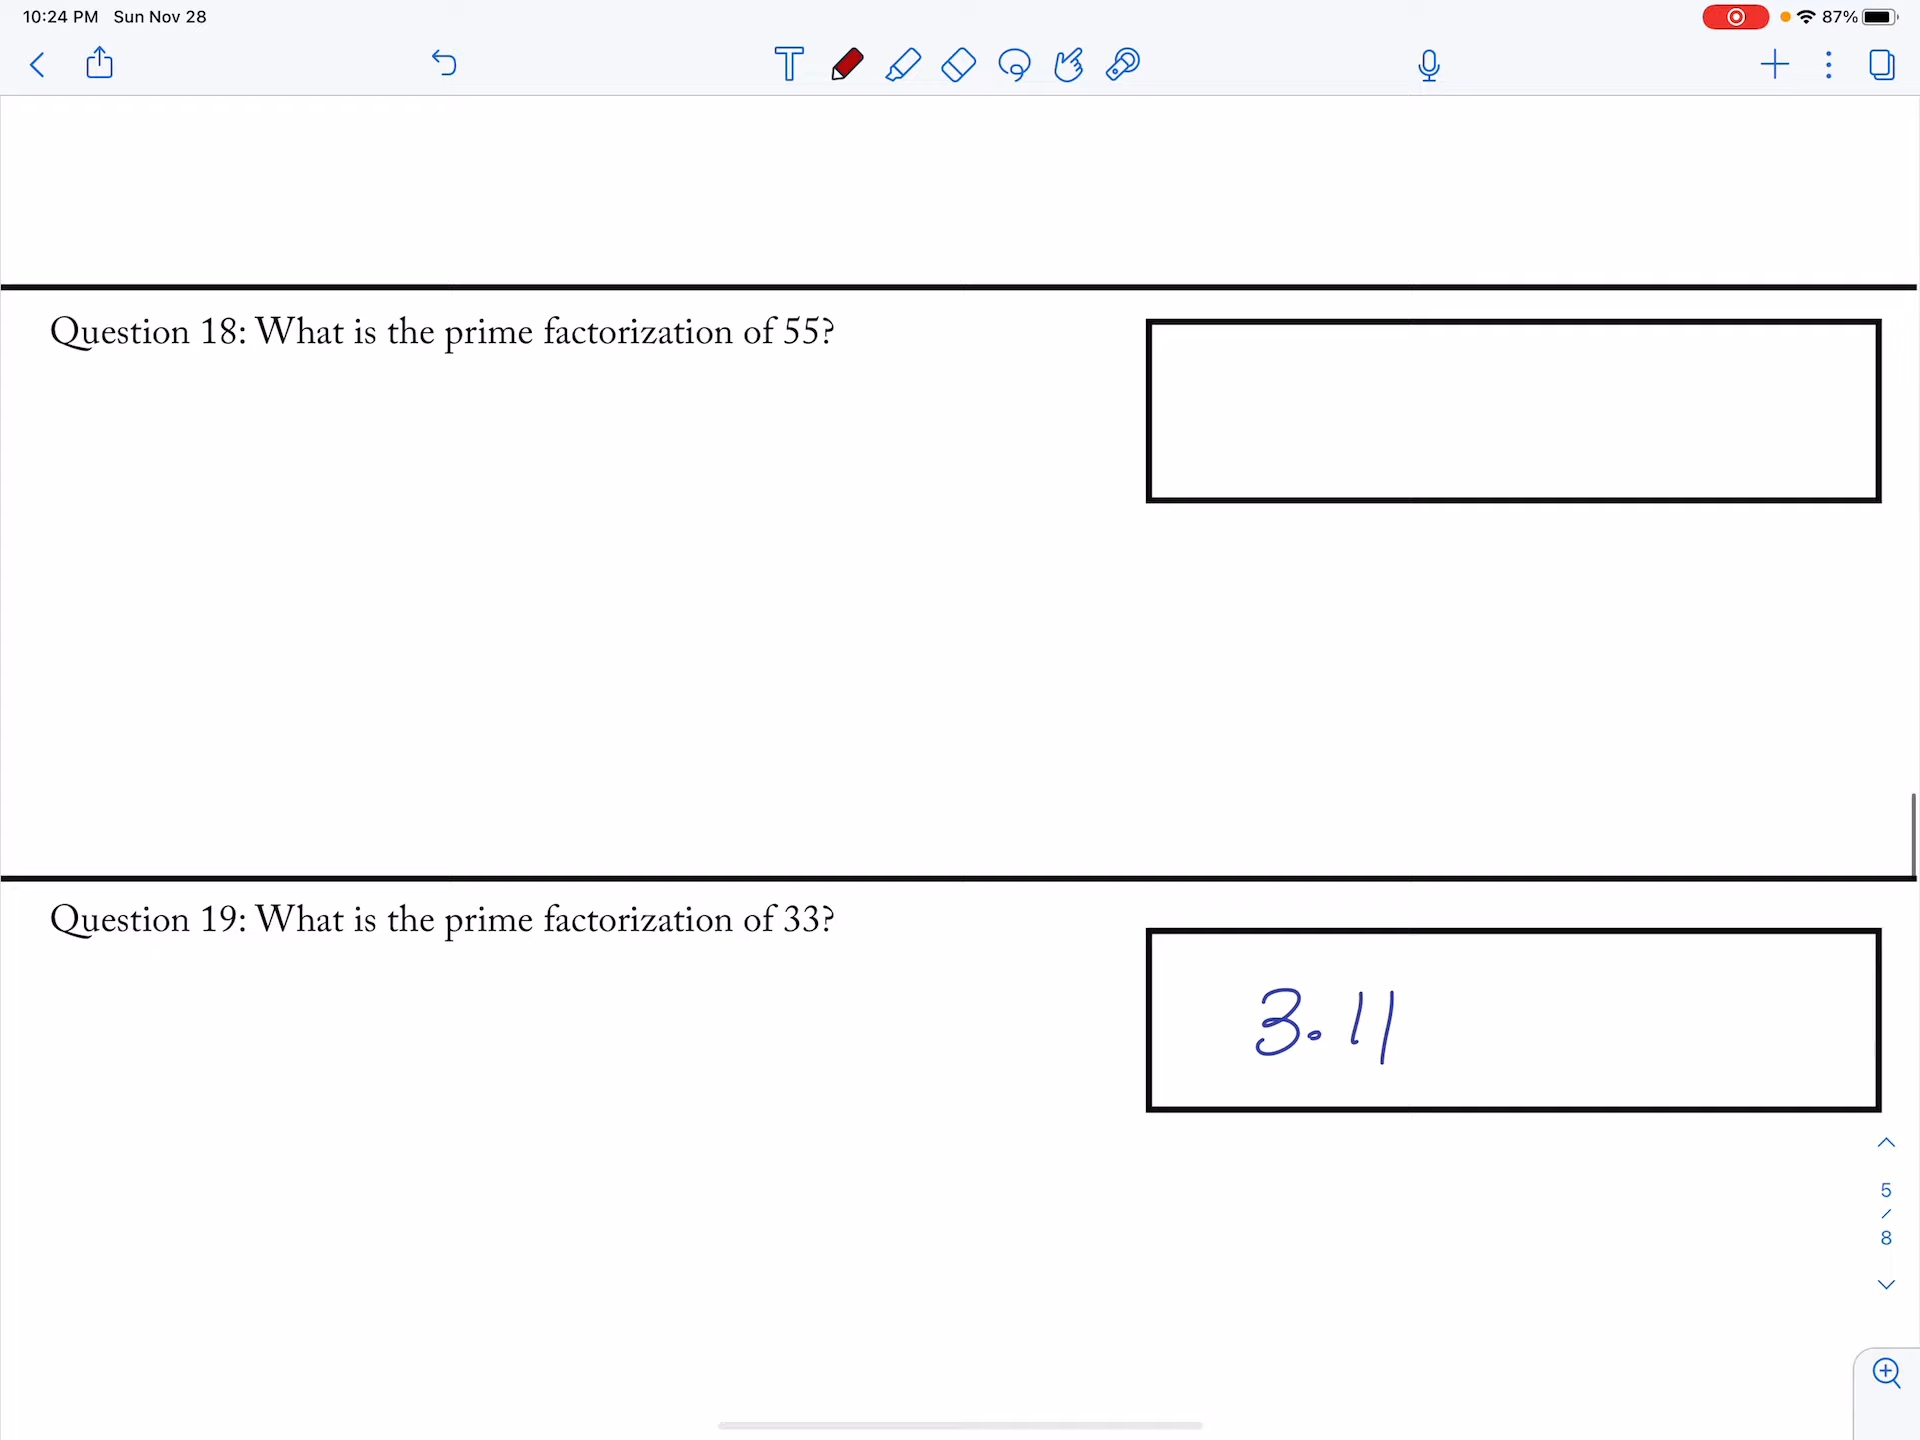 10:24 PM Sun Nov 28
87%
T
Question 18: What is the prime factorization of 55?
Question 19: What is the prime factorization of 33?
3 · 11
5
/
8